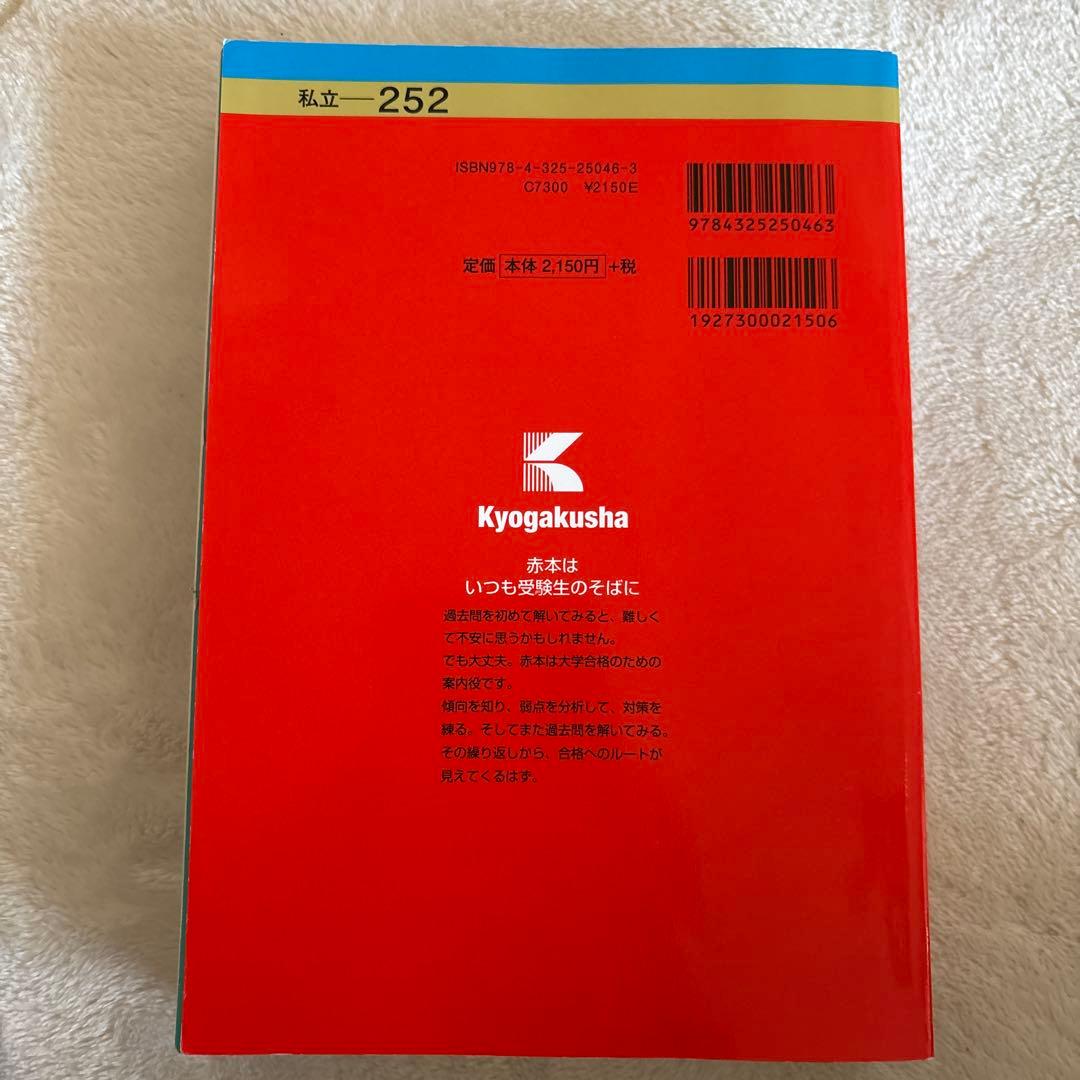 私立―252
ISBN978-4-325-25046-3
C7300 ¥2150E
9784325250463
定価 本体 2,150円 +税
1927300021506
Kyogakusha
赤本は
いつも受験生のそばに
過去問を初めて解いてみると、難しく
て不安に思うかもしれません。
でも大丈夫。赤本は大学合格のための
案内役です。
傾向を知り、弱点を分析して、対策を
練る。そしてまた過去問を解いてみる。
その繰り返しから、合格へのルートが
見えてくるはず。